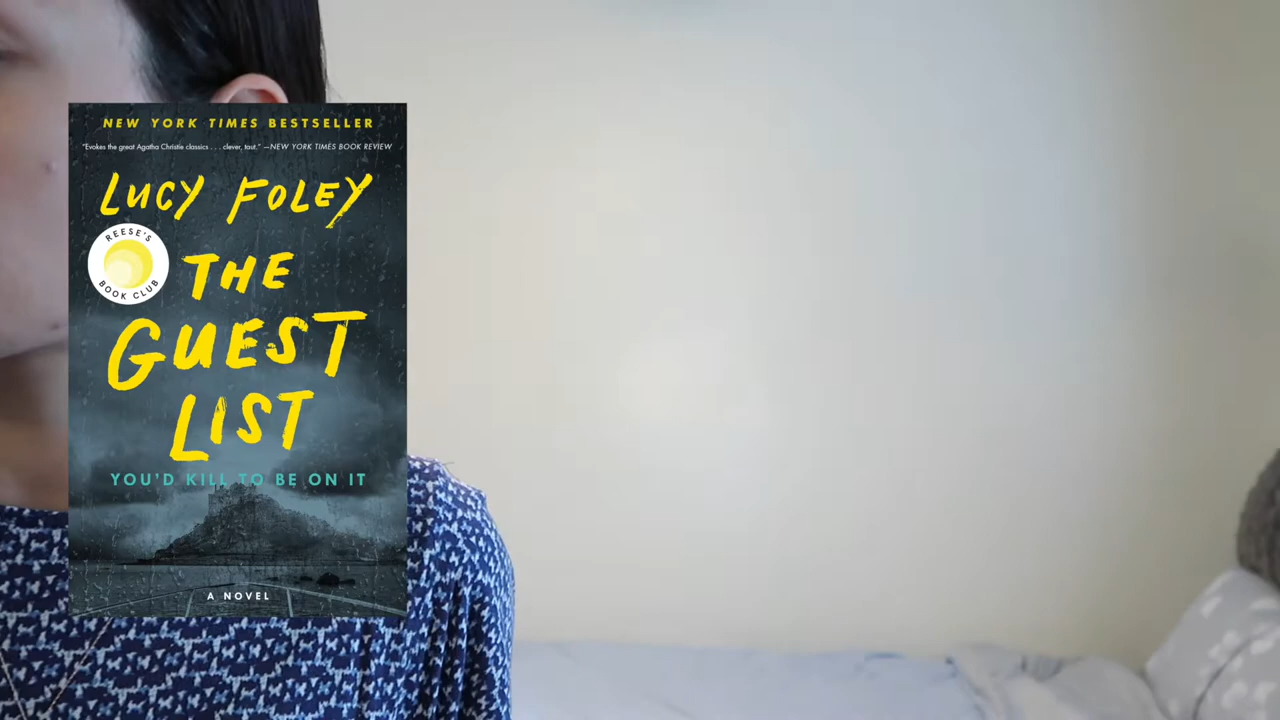 NEW YORK TIMES BESTSELLER
"Evokes the great Agatha Christie classics . . . clever, taut." —NEW YORK TIMES BOOK REVIEW
LUCY FOLEY
REESE'S
BOOK CLUB
THE
GUEST
LIST
YOU'D KILL TO BE ON IT
A NOVEL